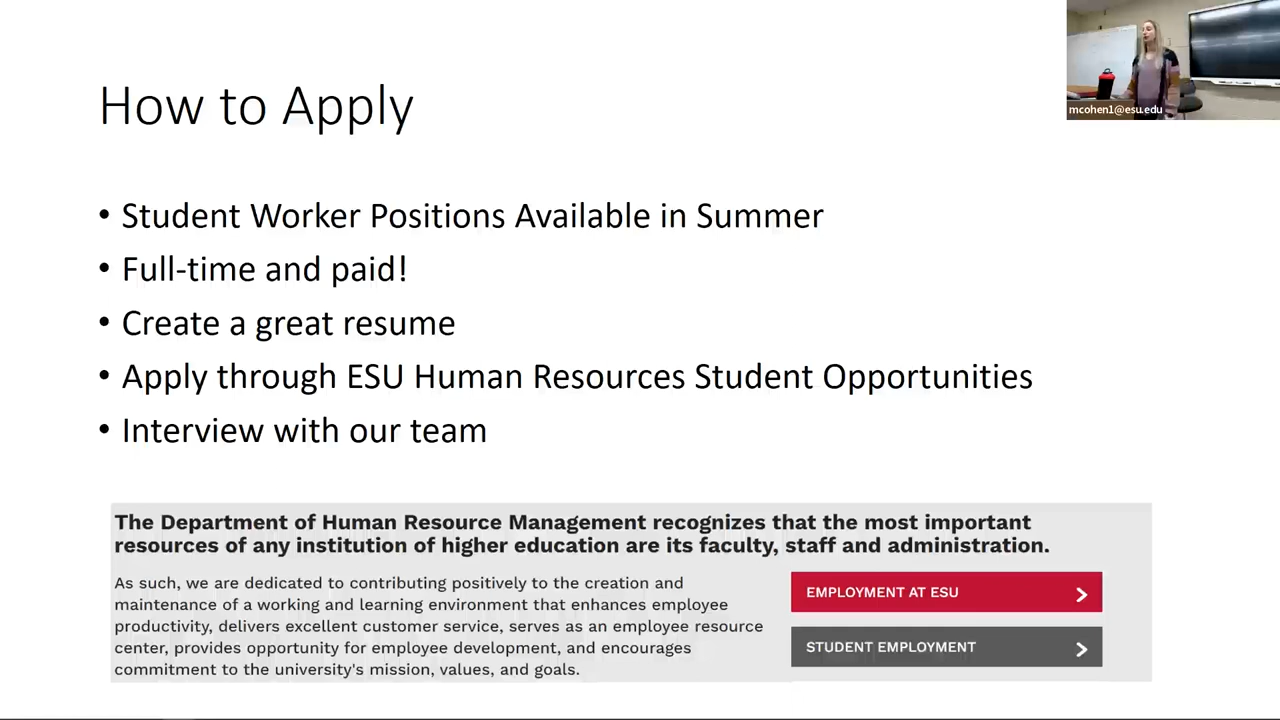 How to Apply
mcohen1@esu.edu
• Student Worker Positions Available in Summer
• Full-time and paid!
• Create a great resume
• Apply through ESU Human Resources Student Opportunities
• Interview with our team
The Department of Human Resource Management recognizes that the most important
resources of any institution of higher education are its faculty, staff and administration.
As such, we are dedicated to contributing positively to the creation and
maintenance of a working and learning environment that enhances employee
productivity, delivers excellent customer service, serves as an employee resource
center, provides opportunity for employee development, and encourages
commitment to the university's mission, values, and goals.
EMPLOYMENT AT ESU
STUDENT EMPLOYMENT